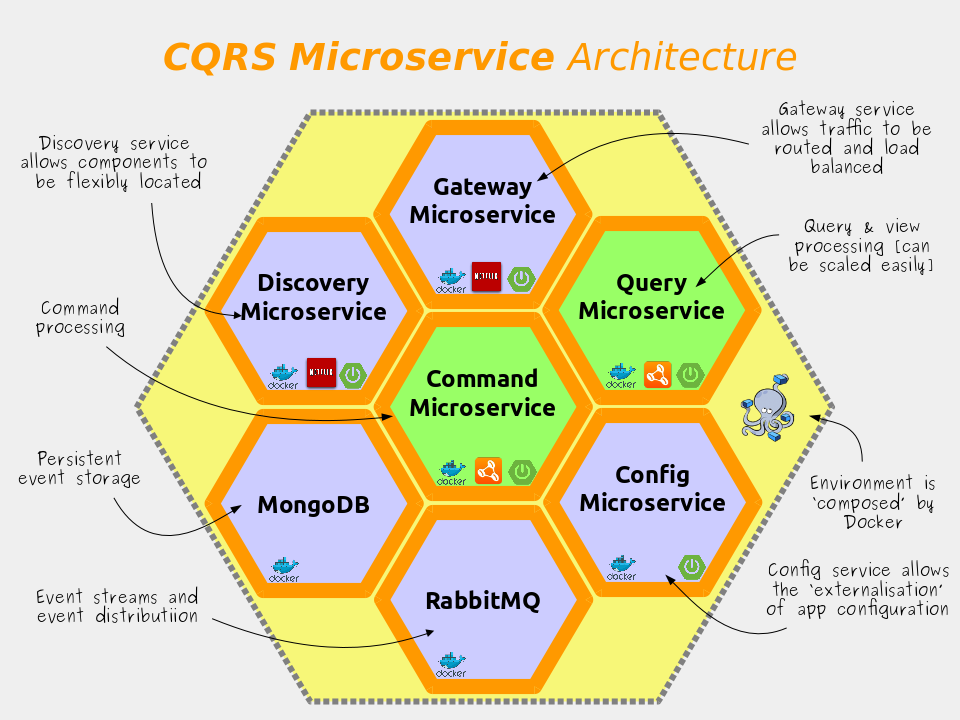 CQRS Microservice Architecture
Gateway service
allows traffic to be
routed and load
balanced
Discovery service
allows components to
be flexibly located
Gateway
Microservice
docker
NETFLIX
Query & view
processing [can
be scaled easily]
Discovery
Microservice
docker
NETFLIX
Query
Microservice
docker
Command
processing
Command
Microservice
docker
Persistent
event storage
MongoDB
docker
Config
Microservice
docker
Environment is
'composed' by
Docker
Config service allows
the 'externalisation'
of app configuration
Event streams and
event distributiion
RabbitMQ
docker